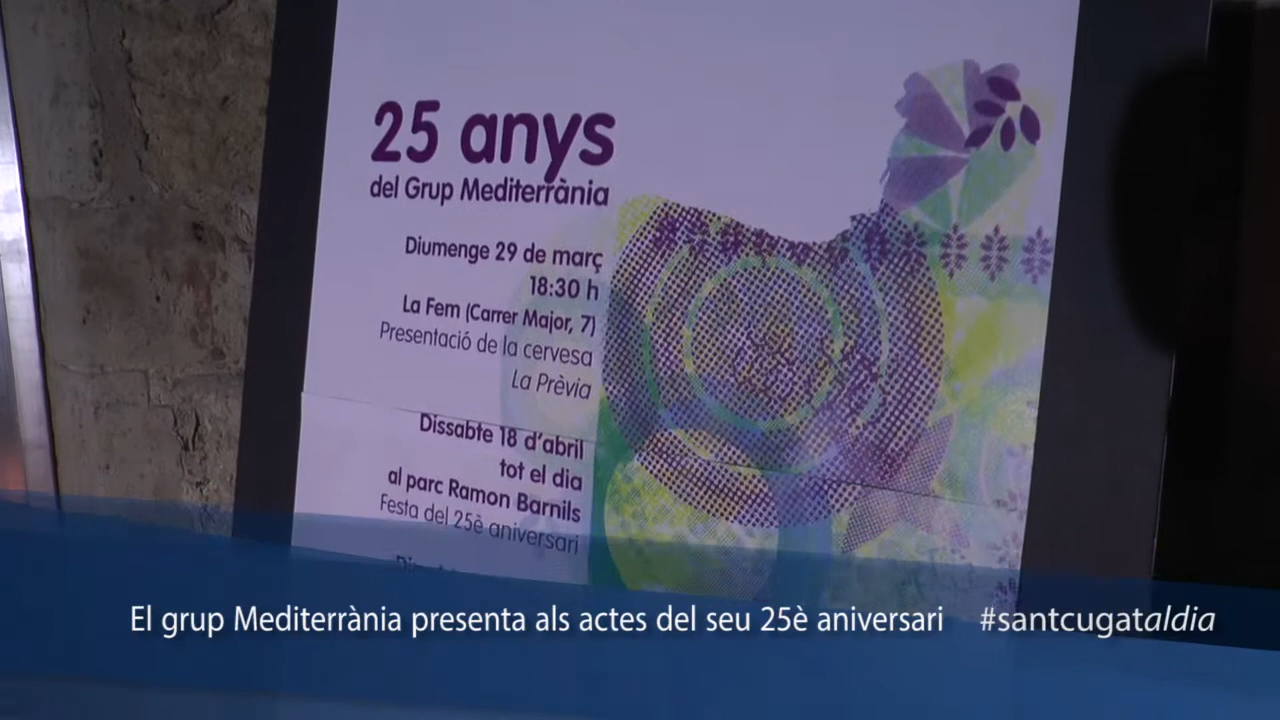 25 anys
del Grup Mediterrània
Diumenge 29 de març
18:30 h
La Fem (Carrer Major, 7)
Presentació de la cervesa
La Prèvia
Dissabte 18 d'abril
tot el dia
al parc Ramon Barnils
Festa del 25è aniversari
El grup Mediterrània presenta als actes del seu 25è aniversari #santcugataldia